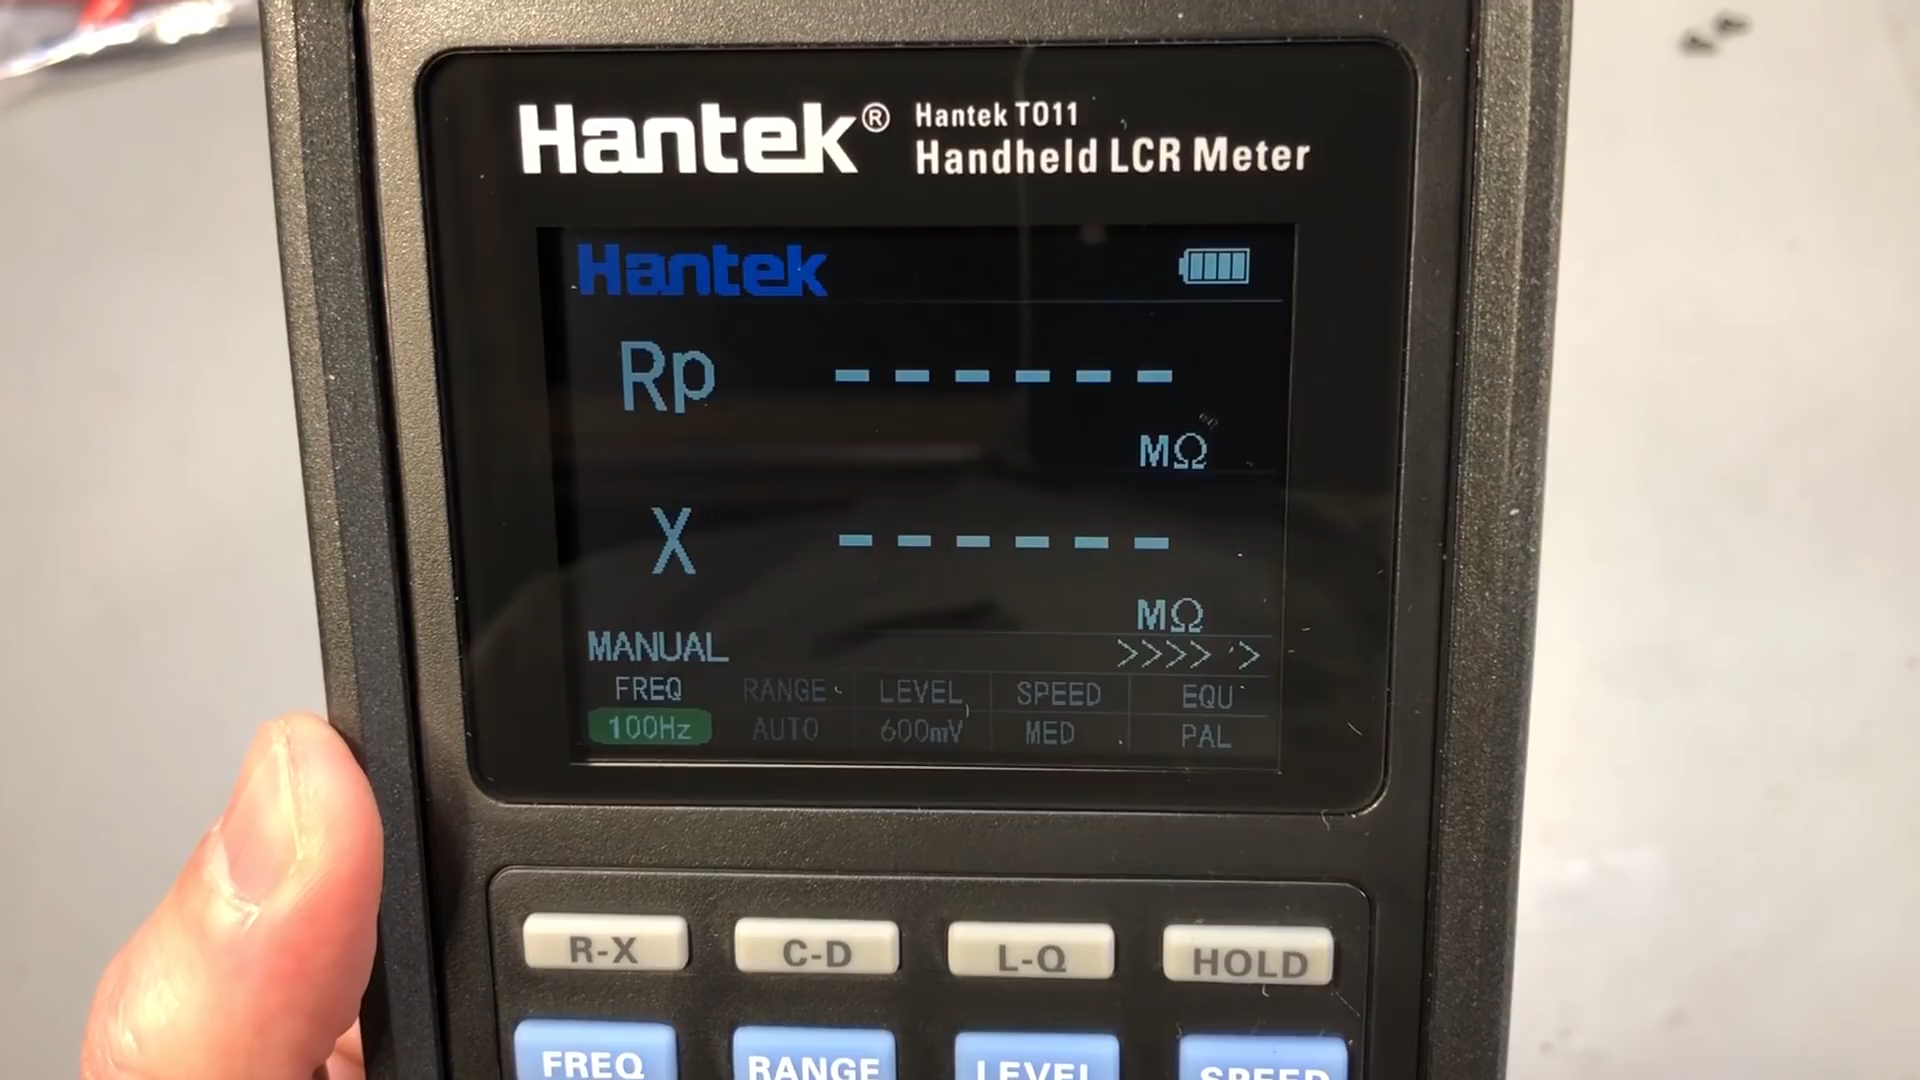 Hantek® Hantek TO11
Handheld LCR Meter
Hantek
Rp ------
MΩ
X ------
MΩ
MANUAL >>>> >
FREQ RANGE LEVEL SPEED EQU
100Hz AUTO 600mV MED PAL
R-X C-D L-Q HOLD
FREQ RANGE LEVEL SPEED